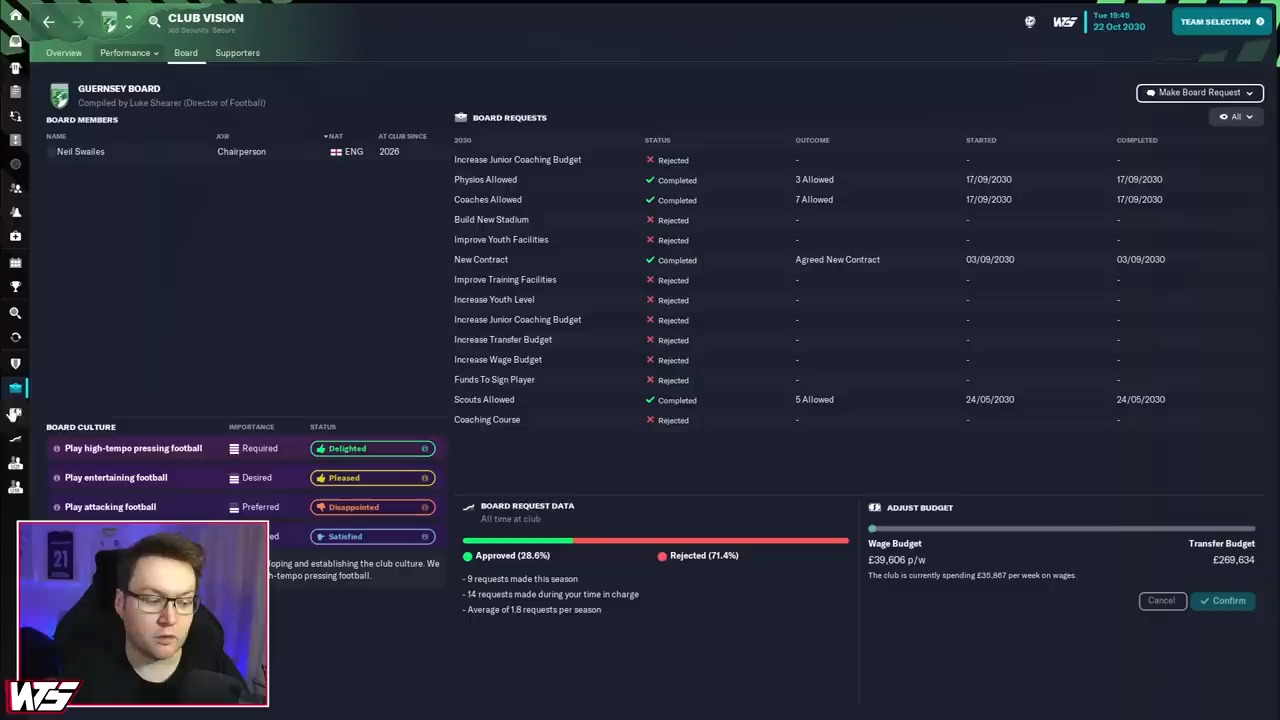 CLUB VISION
Job Security: Secure
WTS
Tue 19:45
22 Oct 2030
TEAM SELECTION
Overview
Performance
Board
Supporters
GUERNSEY BOARD
Compiled by Luke Shearer (Director of Football)
Make Board Request
BOARD MEMBERS
NAME JOB NAT AT CLUB SINCE
Neil Swailes Chairperson ENG 2026
BOARD REQUESTS
All
2030 STATUS OUTCOME STARTED COMPLETED
Increase Junior Coaching Budget Rejected - - -
Physios Allowed Completed 3 Allowed 17/09/2030 17/09/2030
Coaches Allowed Completed 7 Allowed 17/09/2030 17/09/2030
Build New Stadium Rejected - - -
Improve Youth Facilities Rejected - - -
New Contract Completed Agreed New Contract 03/09/2030 03/09/2030
Improve Training Facilities Rejected - - -
Increase Youth Level Rejected - - -
Increase Junior Coaching Budget Rejected - - -
Increase Transfer Budget Rejected - - -
Increase Wage Budget Rejected - - -
Funds To Sign Player Rejected - - -
Scouts Allowed Completed 5 Allowed 24/05/2030 24/05/2030
Coaching Course Rejected - - -
BOARD CULTURE IMPORTANCE STATUS
Play high-tempo pressing football Required Delighted
Play entertaining football Desired Pleased
Play attacking football Preferred Disappointed
Satisfied
loping and establishing the club culture. We
h-tempo pressing football.
BOARD REQUEST DATA
All time at club
Approved (28.6%) Rejected (71.4%)
- 9 requests made this season
- 14 requests made during your time in charge
- Average of 1.8 requests per season
ADJUST BUDGET
Wage Budget Transfer Budget
£39,606 p/w £269,634
The club is currently spending £35,867 per week on wages.
Cancel
Confirm
21
WTS